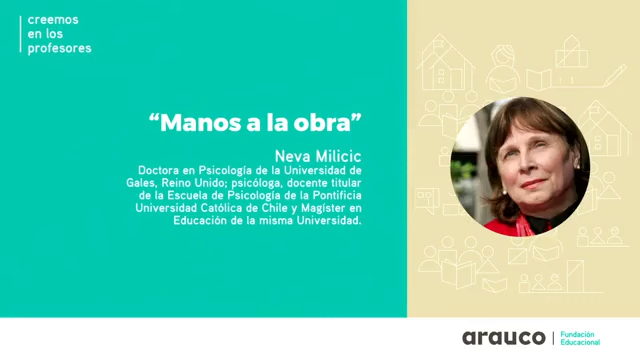 creemos
en los
profesores
“Manos a la obra”
Neva Milicic
Doctora en Psicología de la Universidad de
Gales, Reino Unido; psicóloga, docente titular
de la Escuela de Psicología de la Pontificia
Universidad Católica de Chile y Magíster en
Educación de la misma Universidad.
arauco
Fundación
Educacional